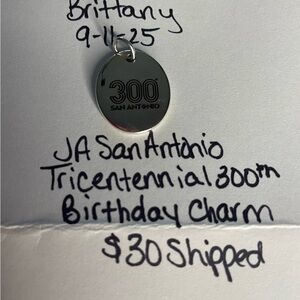 Brittany
9-11-25
300
SAN ANTONIO
JA San Antonio
Tricentennial 300th
Birthday Charm
$30 Shipped